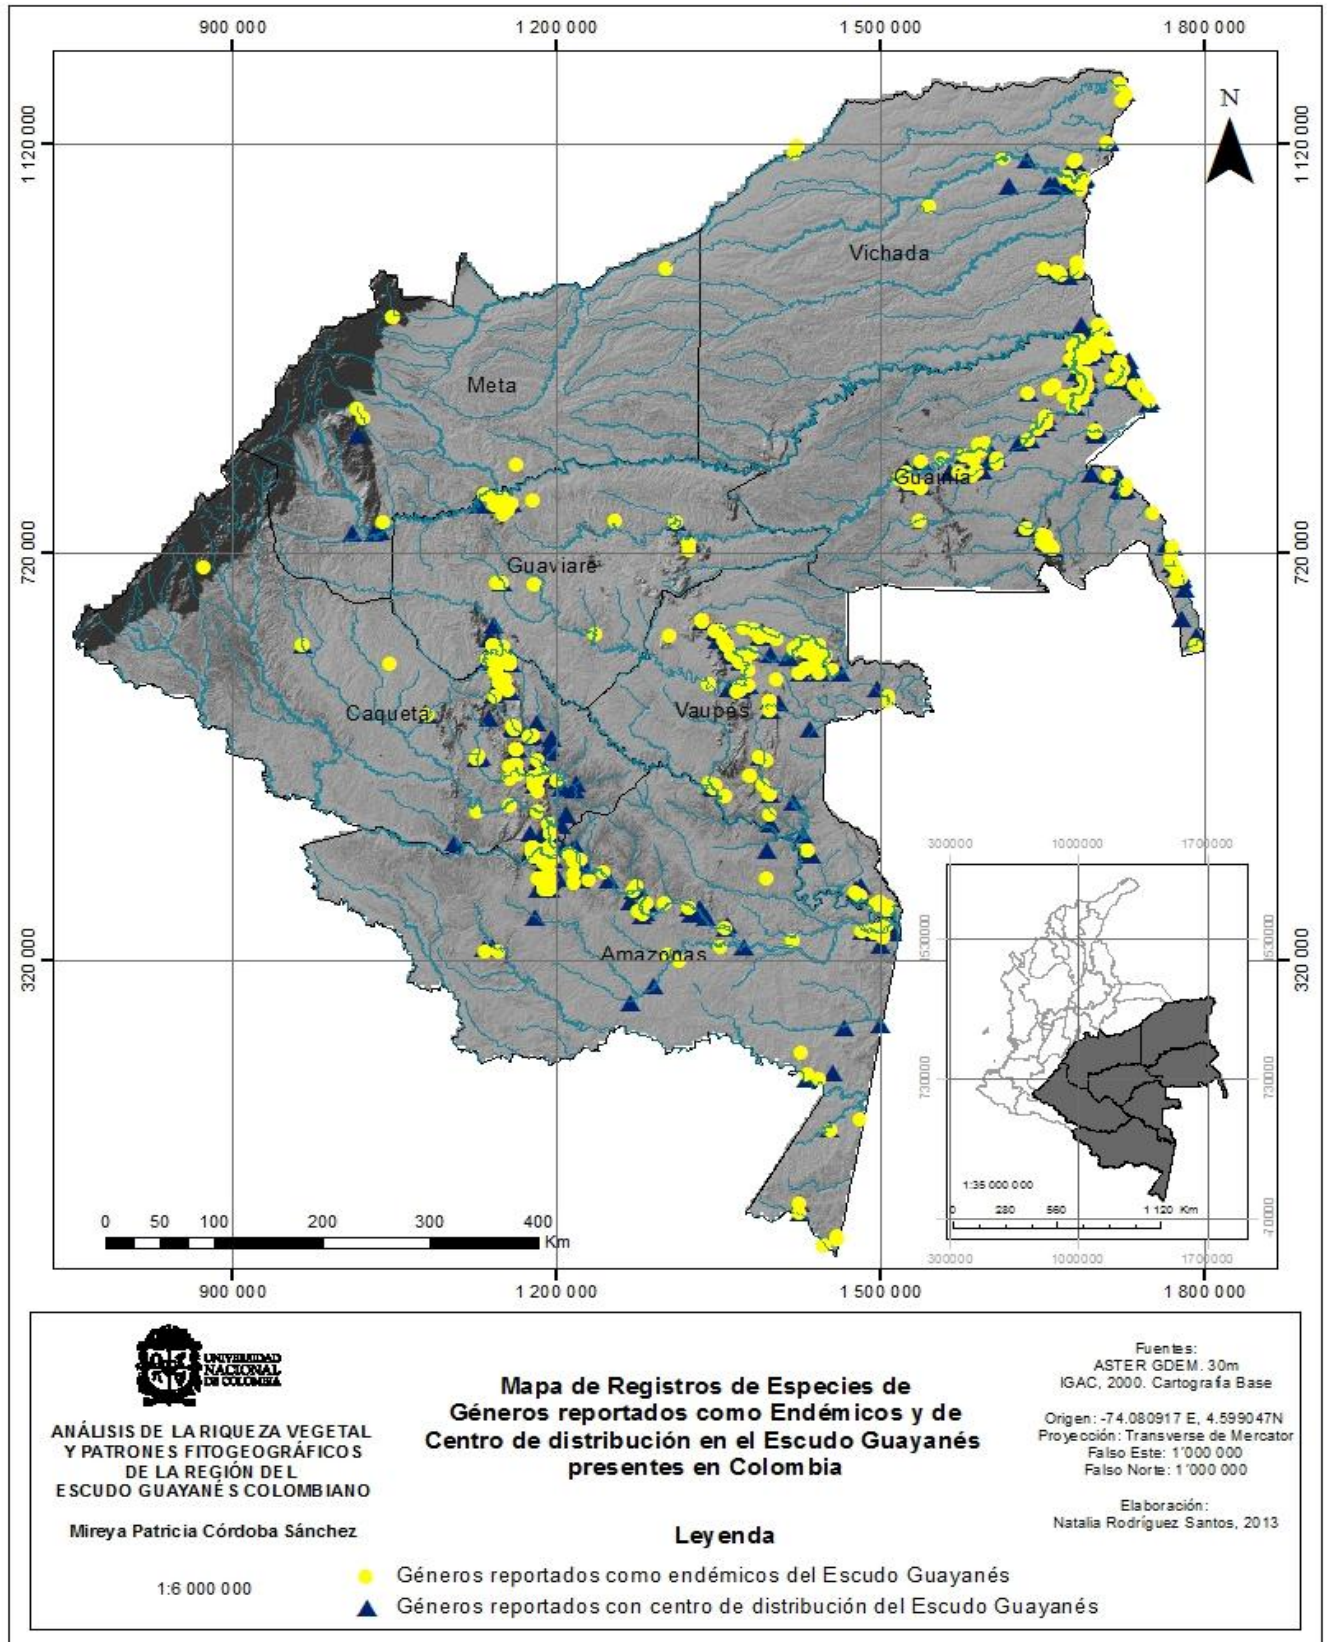 900 000 1 200 000 1 500 000 1 800 000
1 120 000 1 120 000
N
Vichada
Meta
Guainía
720 000 720 000
Guaviare
Caquetá Vaupés
3000000 1000000 1700000
320 000 320 000
Amazonas
730000 730000
1:35 000 000
0 280 560 1 120 Km
0 50 100 200 300 400
Km
300000 1000000 1700000
900 000 1 200 000 1 500 000 1 800 000
UNIVERSIDAD
NACIONAL
DE COLOMBIA
ANÁLISIS DE LA RIQUEZA VEGETAL
Y PATRONES FITOGEOGRÁFICOS
DE LA REGIÓN DEL
ESCUDO GUAYANÉS COLOMBIANO
Mireya Patricia Córdoba Sánchez
1:6 000 000
Mapa de Registros de Especies de
Géneros reportados como Endémicos y de
Centro de distribución en el Escudo Guayanés
presentes en Colombia
Leyenda
Géneros reportados como endémicos del Escudo Guayanés
Géneros reportados con centro de distribución del Escudo Guayanés
Fuentes:
ASTER GDEM. 30m
IGAC, 2000. Cartografía Base
Origen: -74.080917 E, 4.599047N
Proyección: Transverse de Mercator
Falso Este: 1'000 000
Falso Norte: 1'000 000
Elaboración:
Natalia Rodríguez Santos, 2013